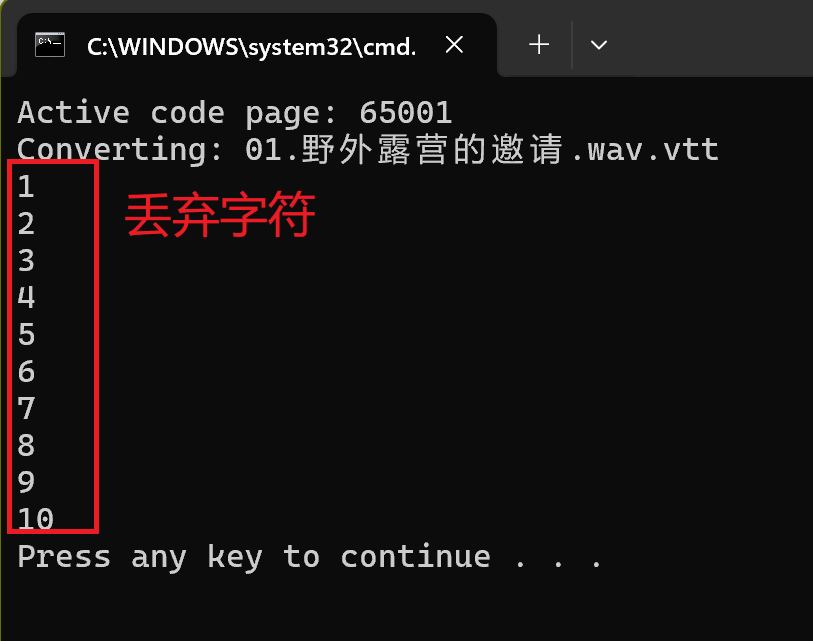 C:\WINDOWS\system32\cmd.
Active code page: 65001
Converting: 01.野外露营的邀请.wav.vtt
1
2
丢弃字符
3
4
5
6
7
8
9
10
Press any key to continue . . .